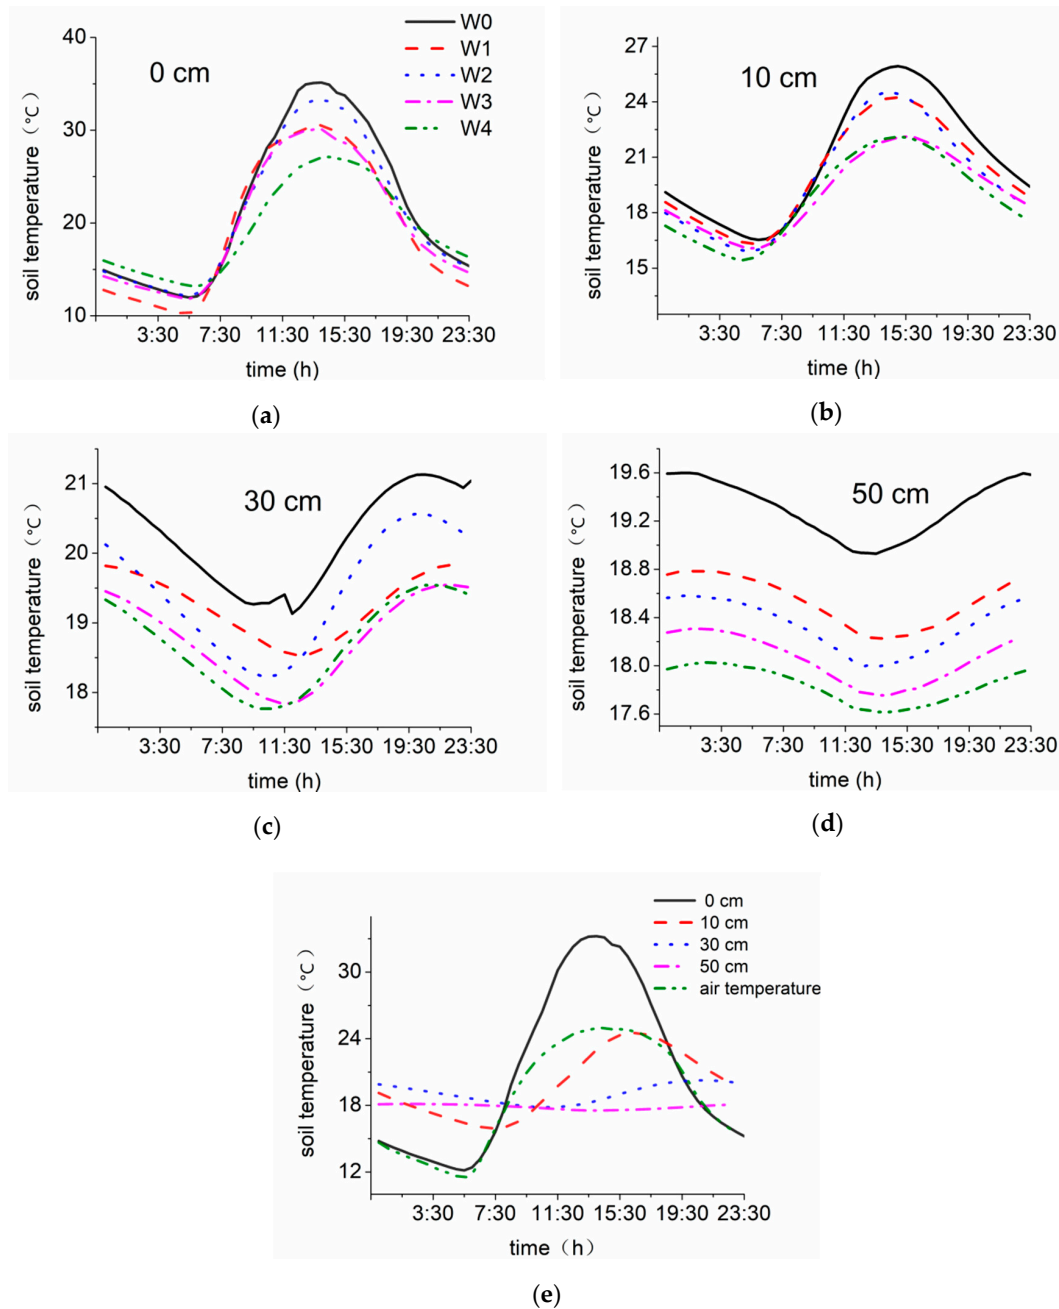 W0
W1
W2
W3
W4
0 cm
40
30
20
10
soil temperature (℃)
3:30 7:30 11:30 15:30 19:30 23:30
time (h)
(a)
10 cm
27
24
21
18
15
soil temperature (℃)
3:30 7:30 11:30 15:30 19:30 23:30
time (h)
(b)
30 cm
21
20
19
18
soil temperature (℃)
3:30 7:30 11:30 15:30 19:30 23:30
time (h)
(c)
50 cm
19.6
19.2
18.8
18.4
18.0
17.6
soil temperature (℃)
3:30 7:30 11:30 15:30 19:30 23:30
time (h)
(d)
0 cm
10 cm
30 cm
50 cm
air temperature
30
24
18
12
soil temperature (℃)
3:30 7:30 11:30 15:30 19:30 23:30
time（h）
(e)